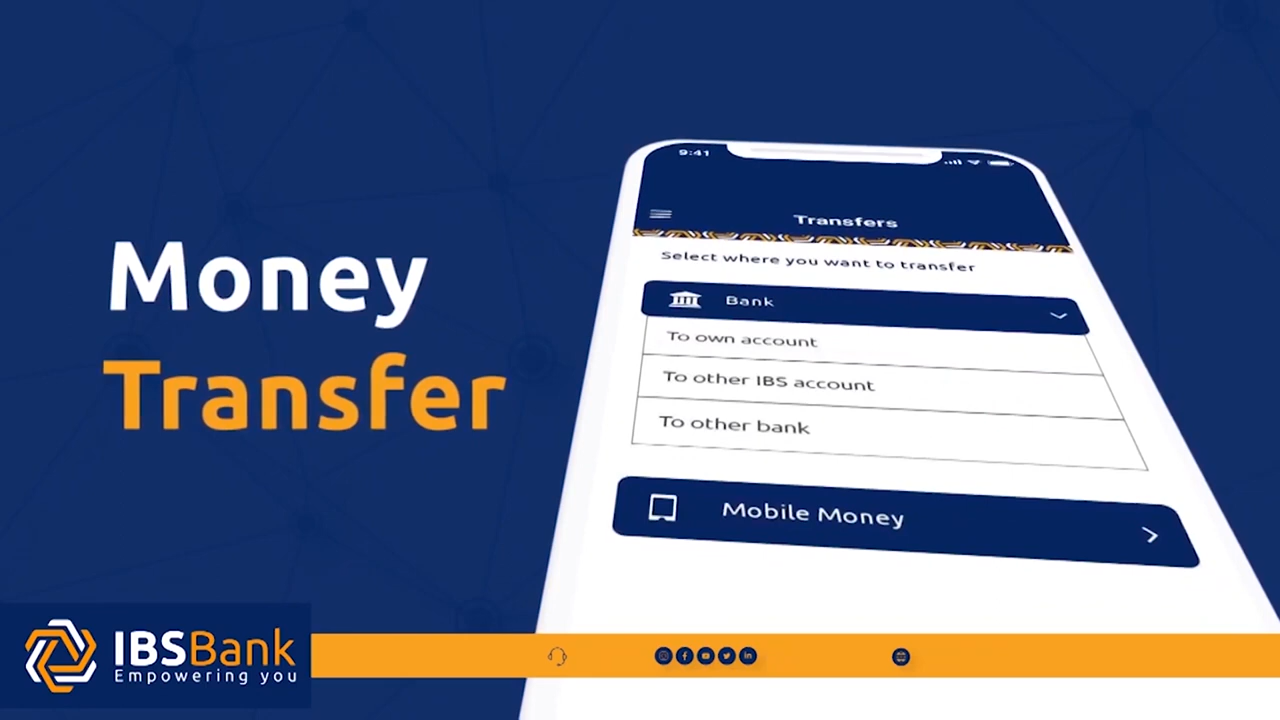 Money
Transfer
9:41
Transfers
Select where you want to transfer
Bank
To own account
To other IBS account
To other bank
Mobile Money
IBSBank
Empowering you